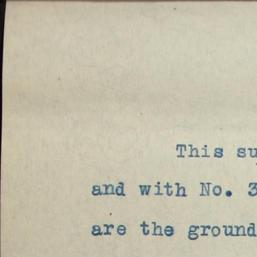 This su
and with No. 3
are the ground